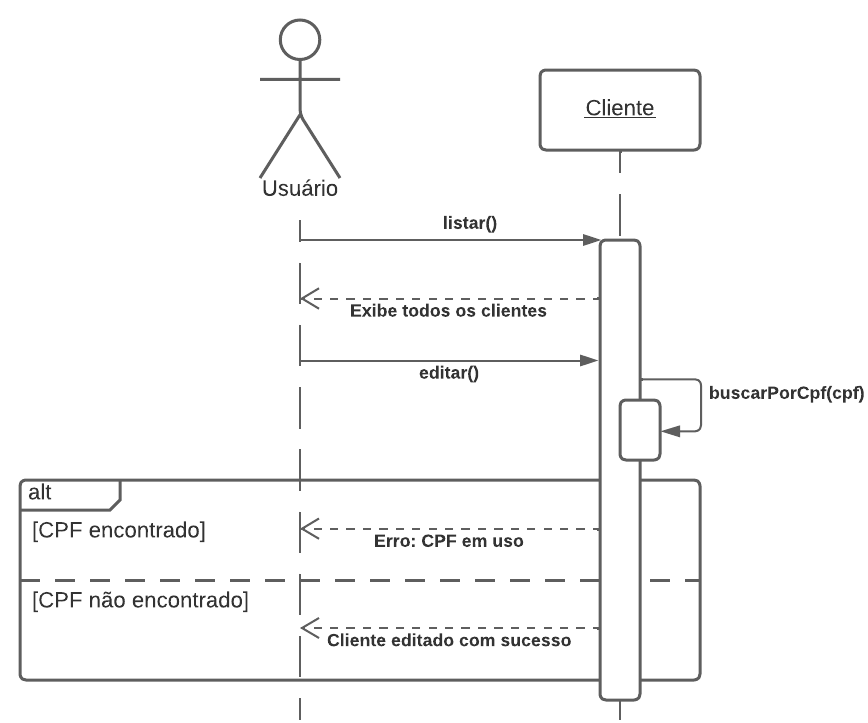 Cliente
Usuário
listar()
Exibe todos os clientes
editar()
buscarPorCpf(cpf)
alt
[CPF encontrado]
Erro: CPF em uso
[CPF não encontrado]
Cliente editado com sucesso